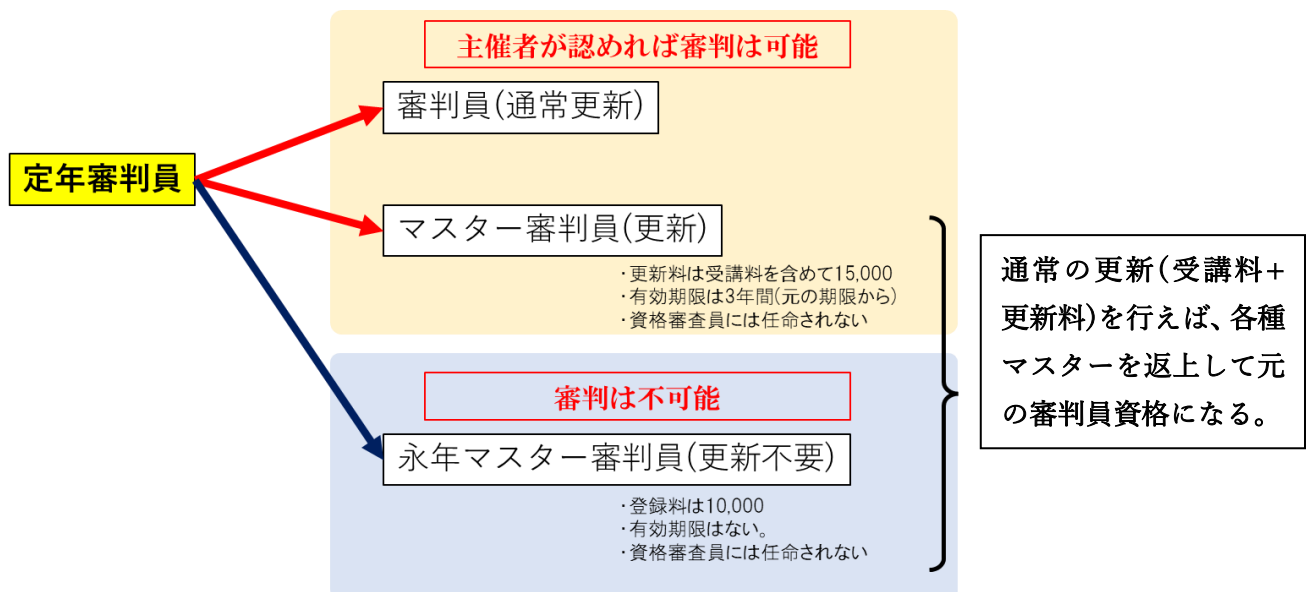 主催者が認めれば審判は可能
審判員(通常更新)
定年審判員
マスター審判員(更新)
・更新料は受講料を含めて15,000
・有効期限は3年間(元の期限から)
・資格審査員には任命されない
通常の更新(受講料+
更新料)を行えば、各種
マスターを返上して元
の審判員資格になる。
審判は不可能
永年マスター審判員(更新不要)
・登録料は10,000
・有効期限はない。
・資格審査員には任命されない